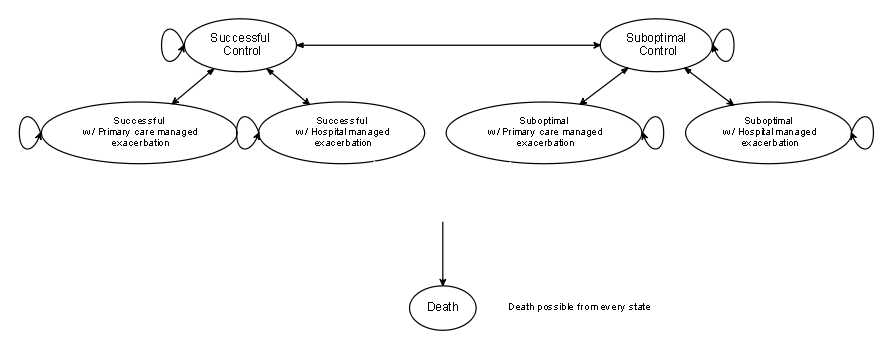 Successful
Control
Suboptimal
Control
Successful
w/ Primary care managed
exacerbation
Successful
w/ Hospital managed
exacerbation
Suboptimal
w/ Primary care managed
exacerbation
Suboptimal
w/ Hospital managed
exacerbation
Death
Death possible from every state